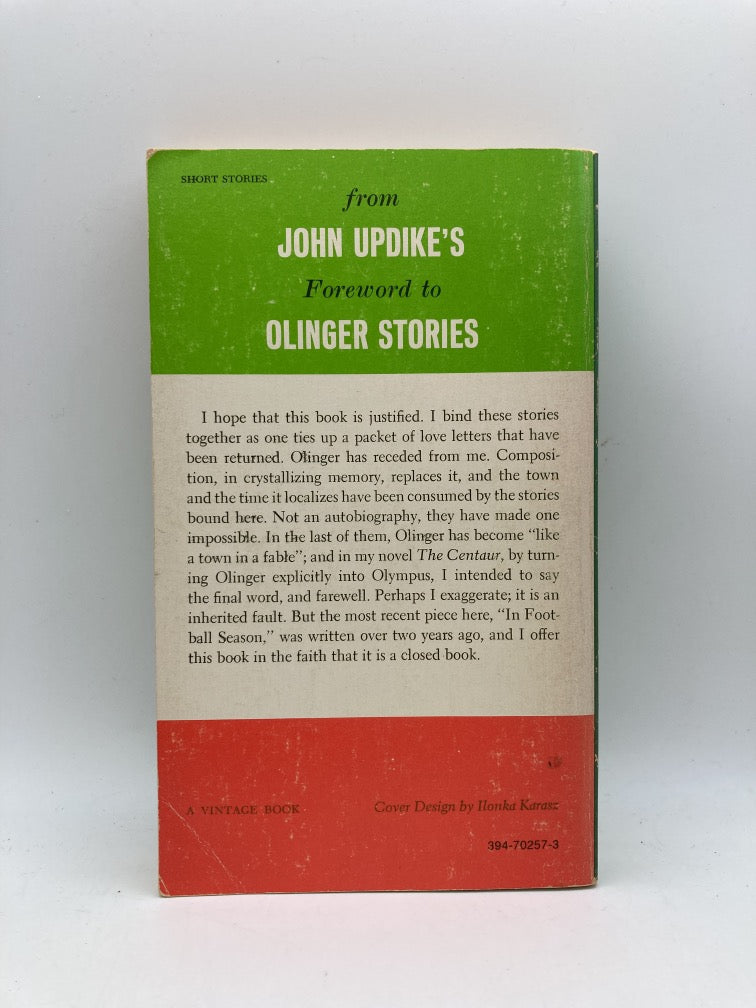 SHORT STORIES
from
JOHN UPDIKE'S
Foreword to
OLINGER STORIES
I hope that this book is justified. I bind these stories
together as one ties up a packet of love letters that have
been returned. Olinger has receded from me. Composi-
tion, in crystallizing memory, replaces it, and the town
and the time it localizes have been consumed by the stories
bound here. Not an autobiography, they have made one
impossible. In the last of them, Olinger has become "like
a town in a fable"; and in my novel The Centaur, by turn-
ing Olinger explicitly into Olympus, I intended to say
the final word, and farewell. Perhaps I exaggerate; it is an
inherited fault. But the most recent piece here, "In Foot-
ball Season," was written over two years ago, and I offer
this book in the faith that it is a closed book.
A VINTAGE BOOK
Cover Design by Ilonka Karasz
394-70257-3